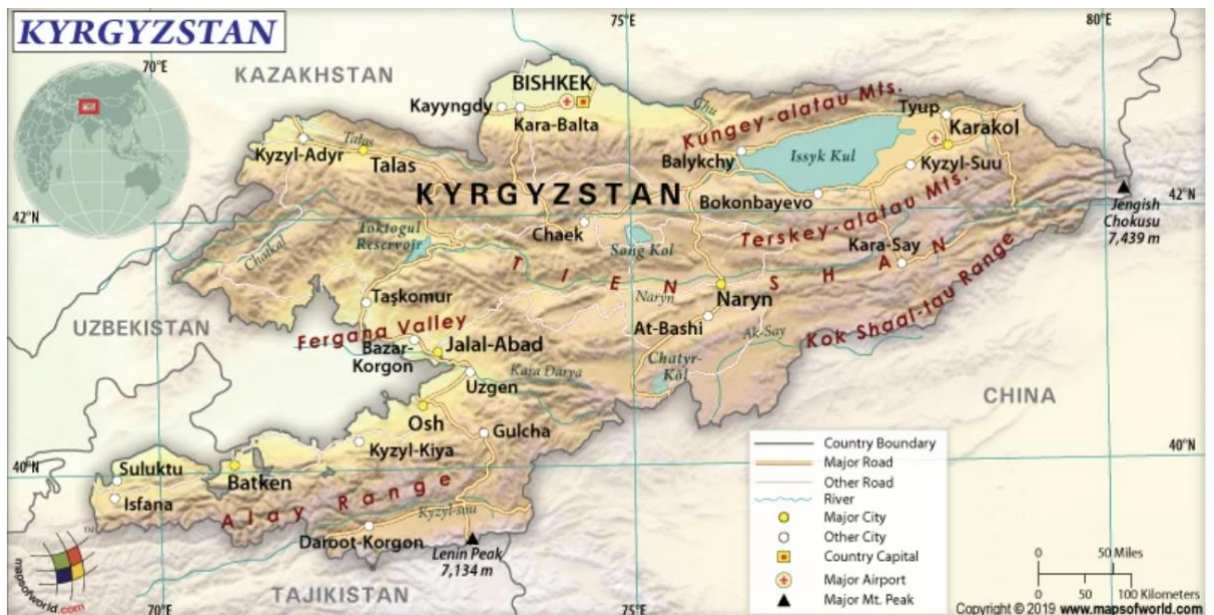 KYRGYZSTAN
75°E
80°E
70°E
KAZAKHSTAN
BISHKEK
Kayyngdy
Kara-Balta
Chu
Kungey-alatau Mts.
Tyup
Karakol
Talas
Kyzyl-Adyr
Talas
Balykchy
Issyk Kul
Kyzyl-Suu
KYRGYZSTAN
Bokonbayevo
Terskey-alatau Mts.
Jengish
Chokusu
7,439 m
42°N
42°N
Toktogul
Reservoir
Chaek
Song Kol
Kara-Say
Chatkal
TIEN SHAN
Naryn
Naryn
Kok Shaal-tau Range
Taşkomur
UZBEKISTAN
Fergana Valley
At-Bashi
Ak-Say
Bazar-
Korgon
Jalal-Abad
Chatyr-
Köl
Uzgen
Kara Darya
CHINA
Osh
Gulcha
Kyzyl-Kiya
40°N
40°N
Suluktu
Batken
Isfana
Alay Range
Kyzyl-suu
Daroot-Korgon
Lenin Peak
7,134 m
TAJIKISTAN
70°E
75°E
Country Boundary
Major Road
Other Road
River
Major City
Other City
Country Capital
Major Airport
Major Mt. Peak
0 50 Miles
0 100 Kilometers
TM
mapsofworld.com
Copyright © 2019 www.mapsofworld.com